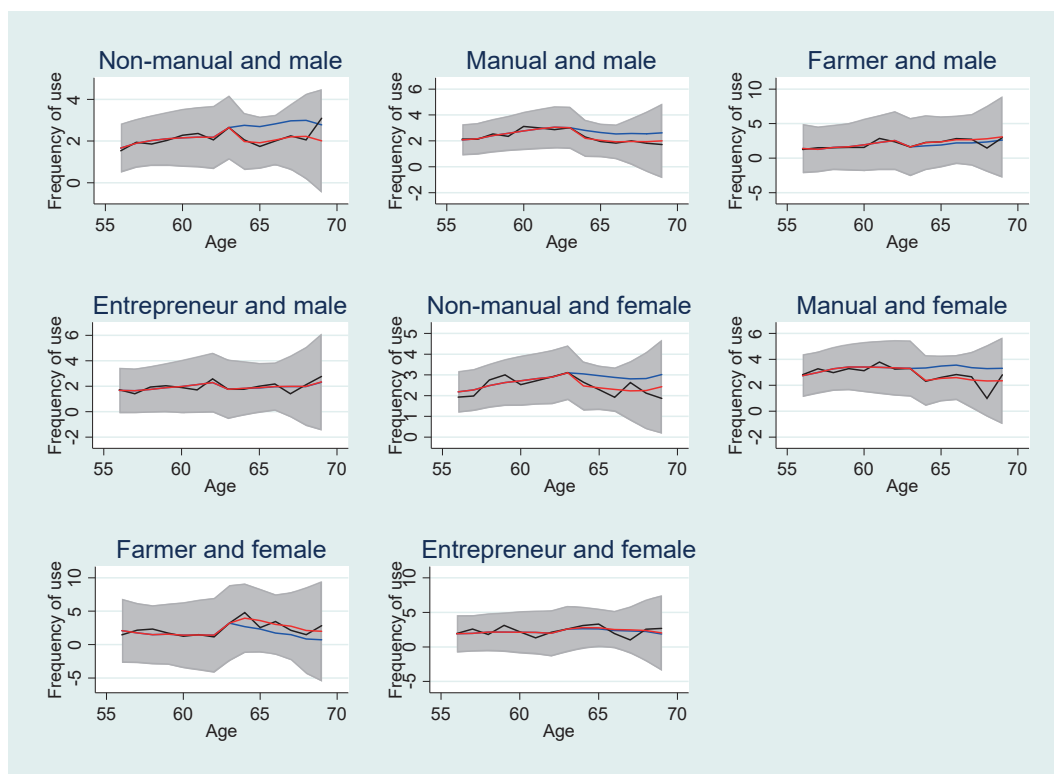 Non-manual and male
Frequency of use
4
2
0
55 60 65 70
Age
Manual and male
Frequency of use
6
4
2
0
-2
55 60 65 70
Age
Farmer and male
Frequency of use
10
5
0
-5
55 60 65 70
Age
Entrepreneur and male
Frequency of use
6
4
2
0
-2
55 60 65 70
Age
Non-manual and female
Frequency of use
5
4
3
2
1
0
55 60 65 70
Age
Manual and female
Frequency of use
6
4
2
0
-2
55 60 65 70
Age
Farmer and female
Frequency of use
10
5
0
-5
55 60 65 70
Age
Entrepreneur and female
Frequency of use
10
5
0
-5
55 60 65 70
Age